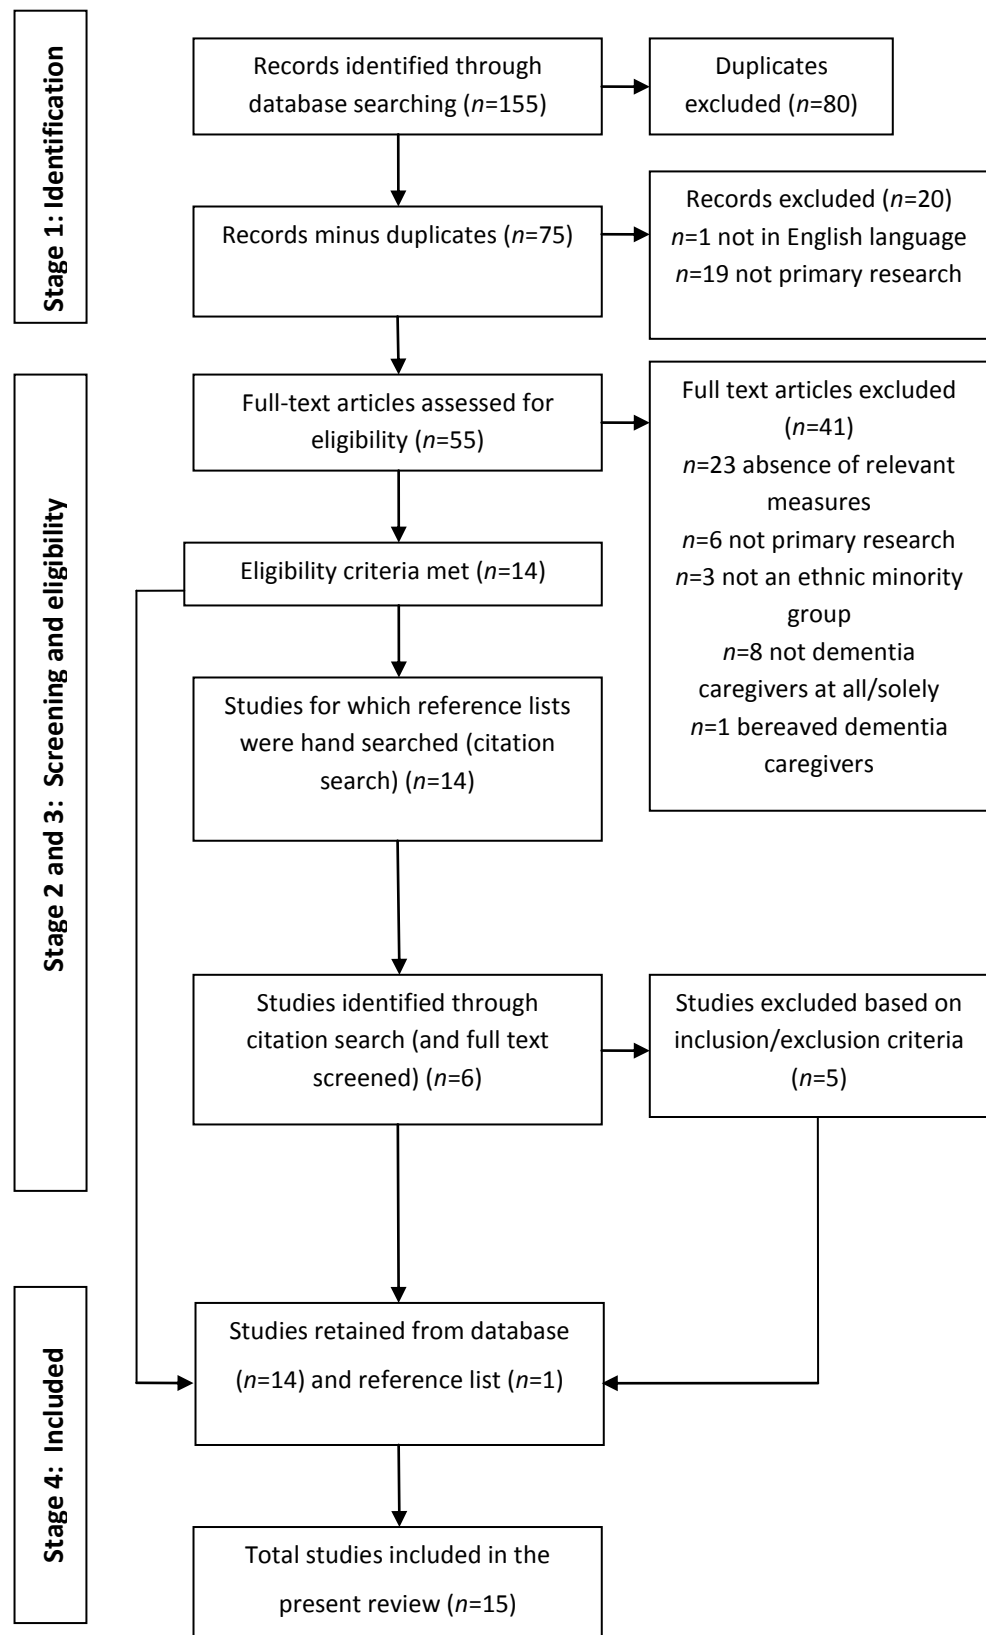 Stage 1: Identification
Records identified through
database searching (n=155)
Duplicates
excluded (n=80)
Records minus duplicates (n=75)
Records excluded (n=20)
n=1 not in English language
n=19 not primary research
Stage 2 and 3: Screening and eligibility
Full-text articles assessed for
eligibility (n=55)
Full text articles excluded
(n=41)
n=23 absence of relevant
measures
n=6 not primary research
n=3 not an ethnic minority
group
n=8 not dementia
caregivers at all/solely
n=1 bereaved dementia
caregivers
Eligibility criteria met (n=14)
Studies for which reference lists
were hand searched (citation
search) (n=14)
Studies identified through
citation search (and full text
screened) (n=6)
Studies excluded based on
inclusion/exclusion criteria
(n=5)
Stage 4: Included
Studies retained from database
(n=14) and reference list (n=1)
Total studies included in the
present review (n=15)